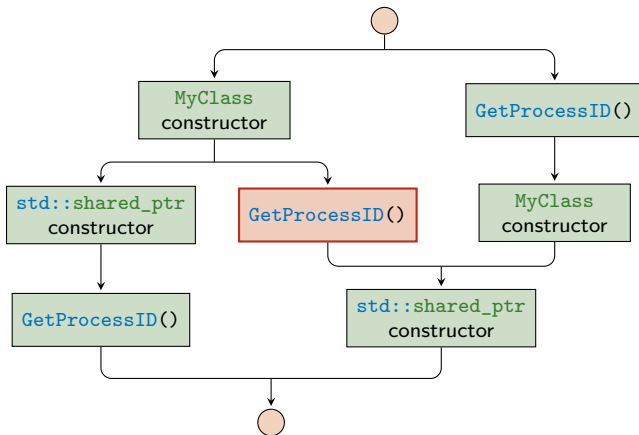 MyClass
constructor
GetProcessID()
std::shared_ptr
constructor
GetProcessID()
MyClass
constructor
GetProcessID()
std::shared_ptr
constructor